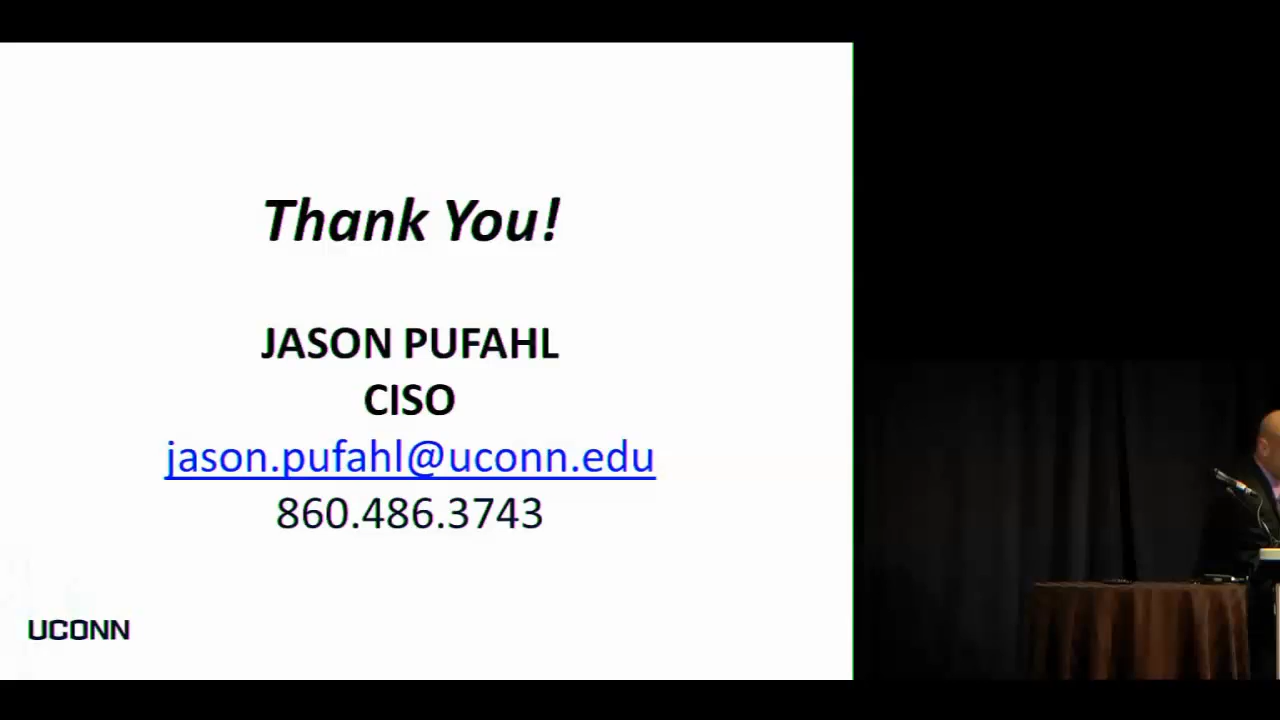 Thank You!
JASON PUFAHL
CISO
jason.pufahl@uconn.edu
860.486.3743
UCONN